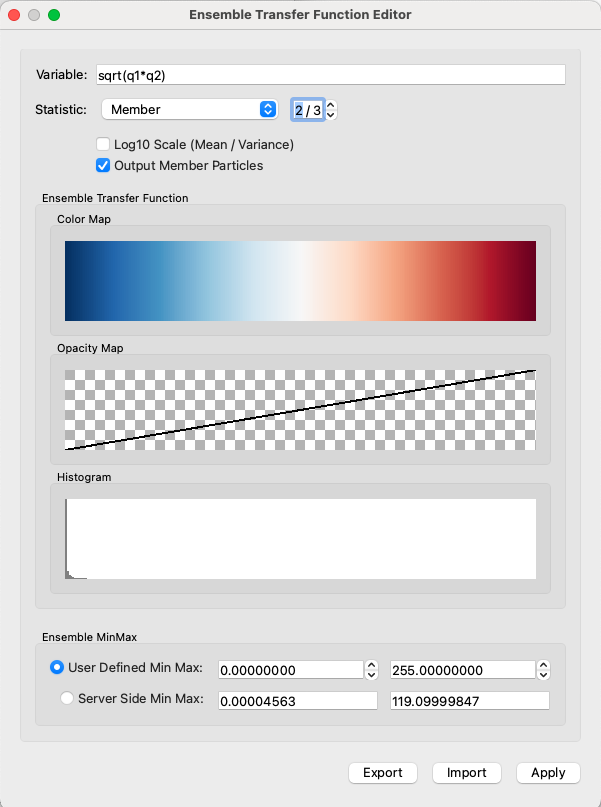 Ensemble Transfer Function Editor
Variable: sqrt(q1*q2)
Statistic: Member 2 / 3
Log10 Scale (Mean / Variance)
Output Member Particles
Ensemble Transfer Function
Color Map
Opacity Map
Histogram
Ensemble MinMax
User Defined Min Max: 0.00000000 255.00000000
Server Side Min Max: 0.00004563 119.09999847
Export Import Apply